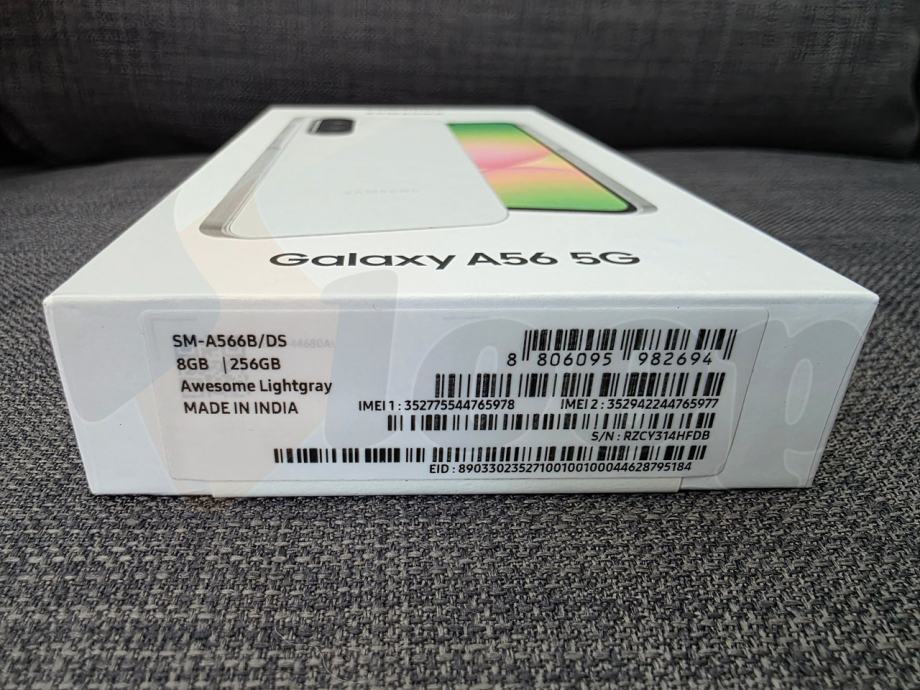 SAMSUNG
Galaxy A56 5G
SM-A566B/DS
8GB | 256GB
Awesome Lightgray
MADE IN INDIA
8 806095 982694
IMEI 1 : 352775544765978 IMEI 2 : 352942244765977
S/N : RZCY314HFDB
EID : 89033023527100100100044628795184